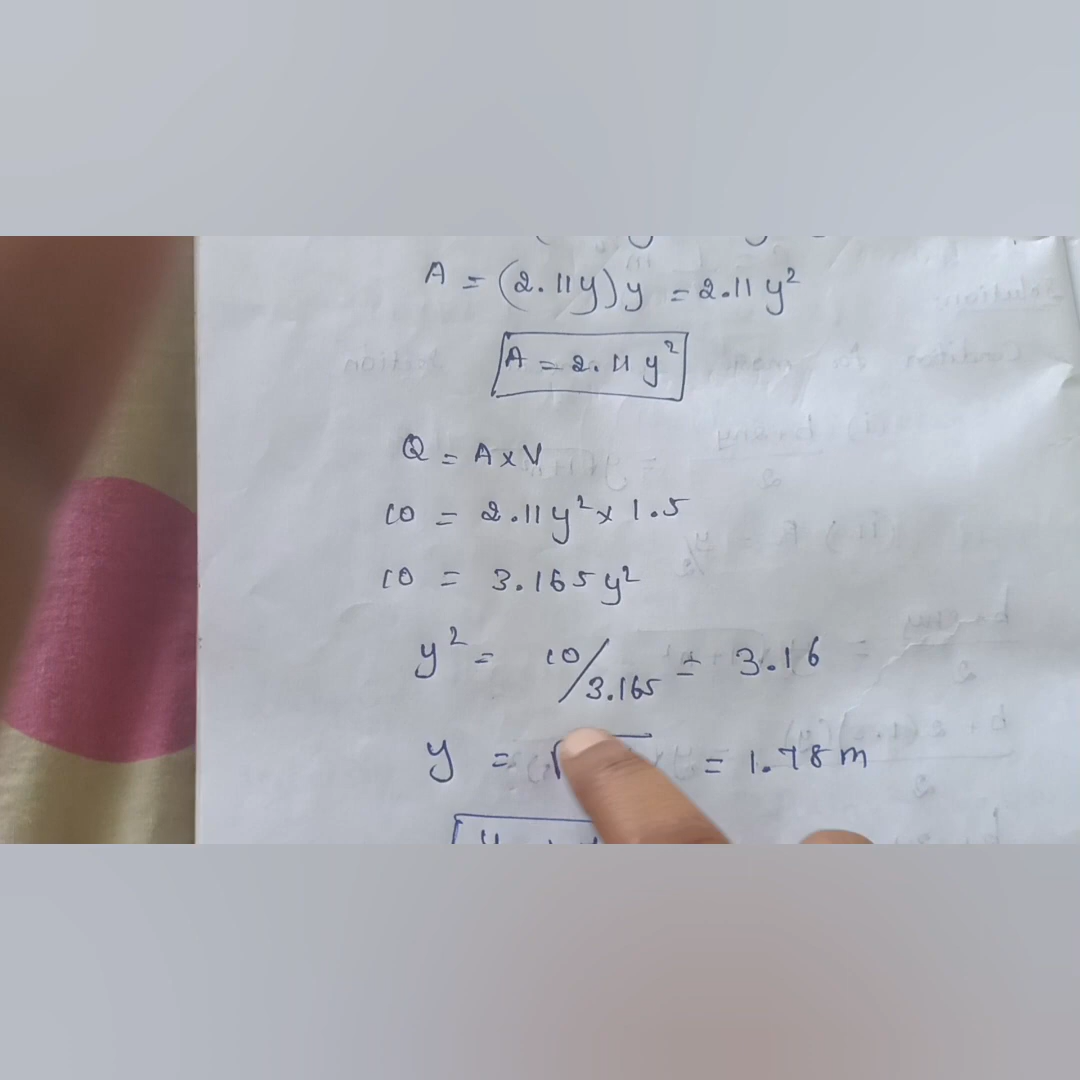 A = (2.11y)y = 2.11 y²
A = 2.11 y²
Q = A x V
10 = 2.11 y² x 1.5
10 = 3.165 y²
y² = 10/3.165 = 3.16
y = √ = 1.78 m